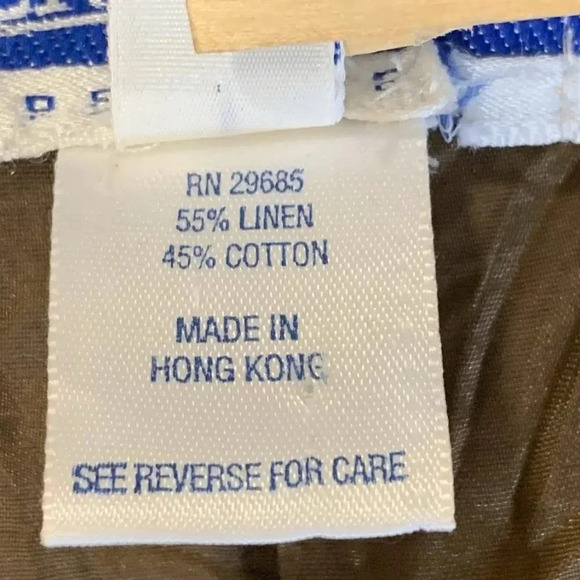 RN 29685
55% LINEN
45% COTTON
MADE IN
HONG KONG
SEE REVERSE FOR CARE